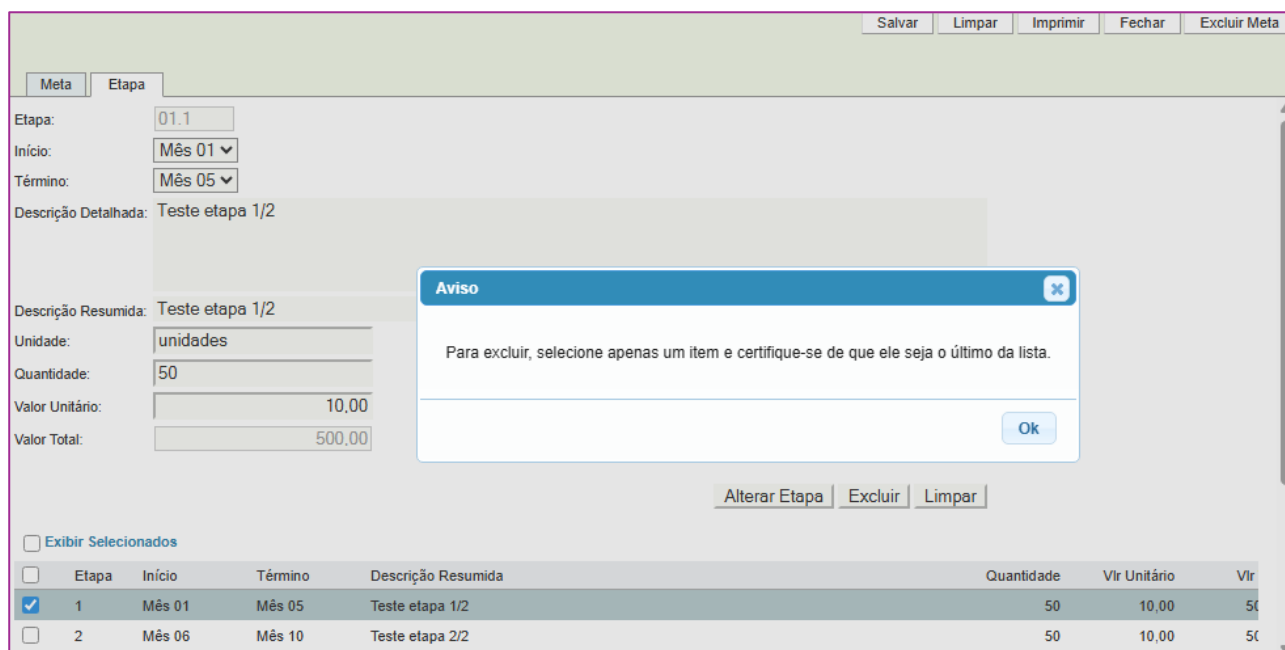 Salvar Limpar Imprimir Fechar Excluir Meta
Meta Etapa
Etapa: 01.1
Início: Mês 01
Término: Mês 05
Descrição Detalhada: Teste etapa 1/2
Aviso
Para excluir, selecione apenas um item e certifique-se de que ele seja o último da lista.
Ok
Descrição Resumida: Teste etapa 1/2
Unidade: unidades
Quantidade: 50
Valor Unitário: 10,00
Valor Total: 500,00
Alterar Etapa Excluir Limpar
Exibir Selecionados
Etapa Início Término Descrição Resumida Quantidade Vlr Unitário Vlr
1 Mês 01 Mês 05 Teste etapa 1/2 50 10,00
2 Mês 06 Mês 10 Teste etapa 2/2 50 10,00